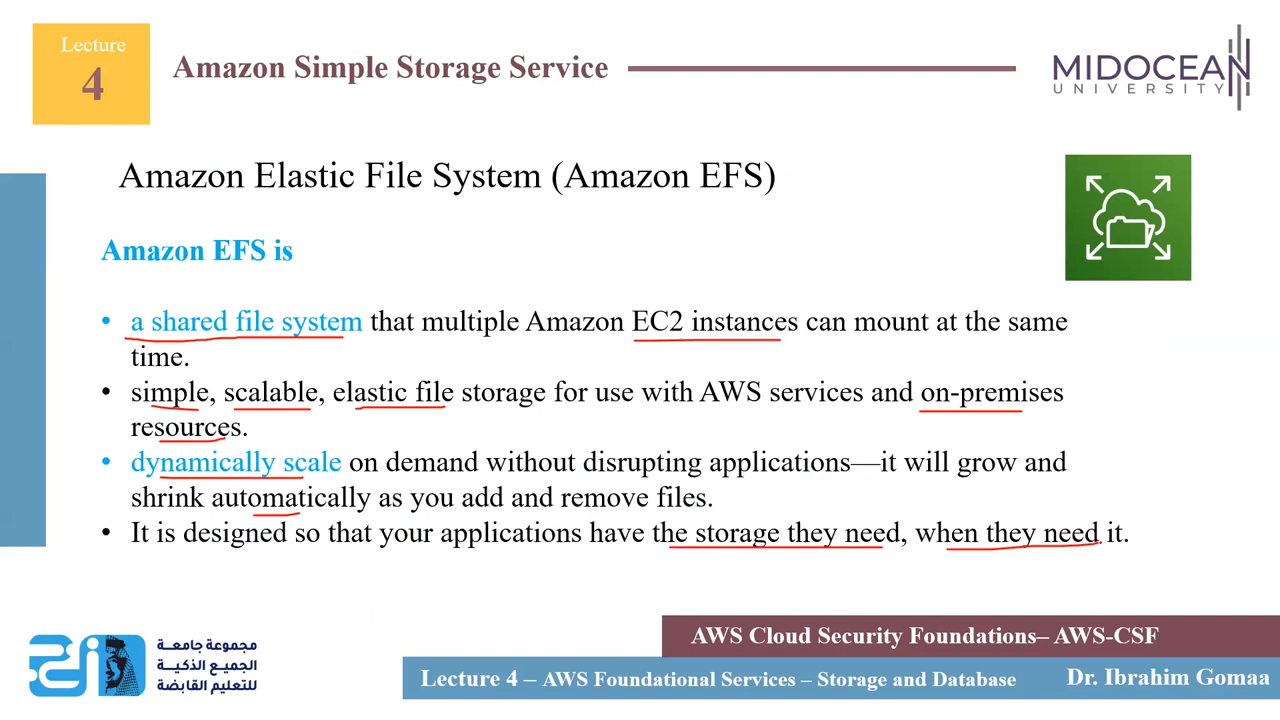 Lecture
4
Amazon Simple Storage Service
MIDOCEAN
UNIVERSITY
Amazon Elastic File System (Amazon EFS)
Amazon EFS is
• a shared file system that multiple Amazon EC2 instances can mount at the same
time.
• simple, scalable, elastic file storage for use with AWS services and on-premises
resources.
• dynamically scale on demand without disrupting applications—it will grow and
shrink automatically as you add and remove files.
• It is designed so that your applications have the storage they need, when they need it.
مجموعة جامعة
الجميع الذكية
للتعليم القابضة
AWS Cloud Security Foundations– AWS-CSF
Lecture 4 – AWS Foundational Services – Storage and Database
Dr. Ibrahim Gomaa